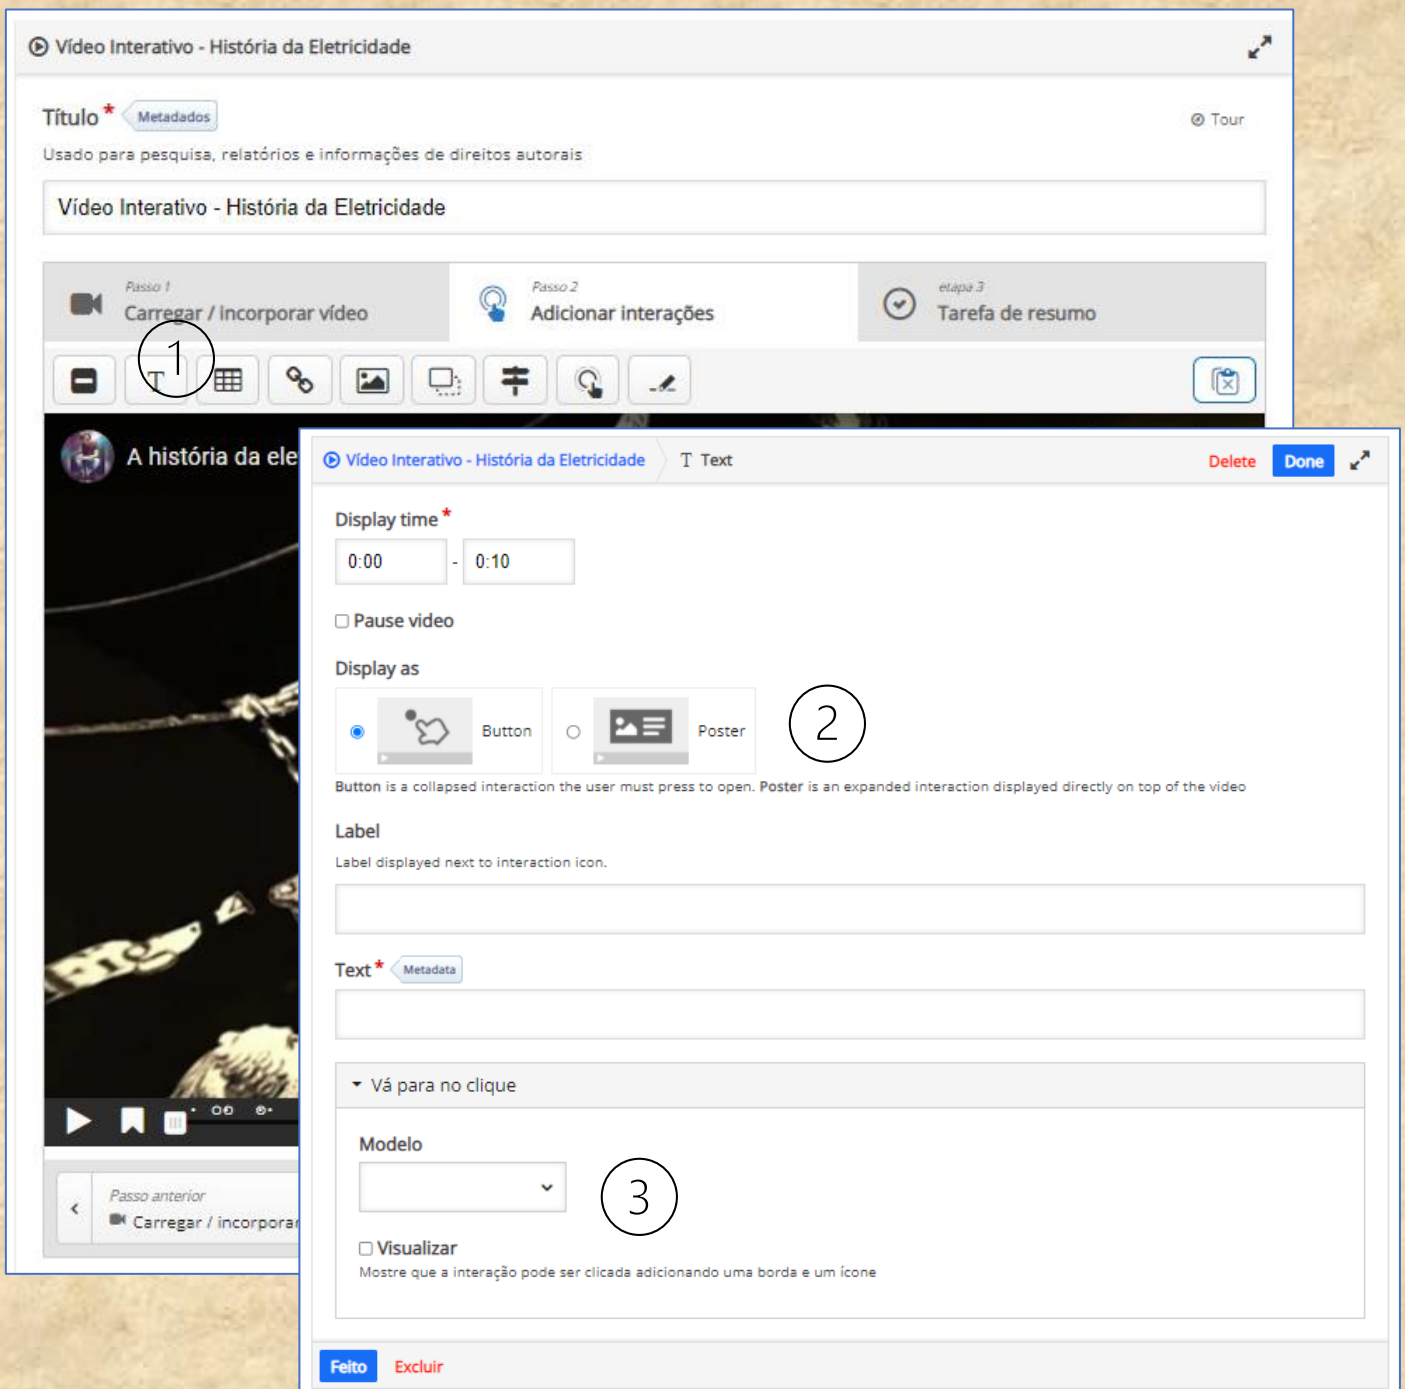 Vídeo Interativo - História da Eletricidade
Título * Metadados
Tour
Usado para pesquisa, relatórios e informações de direitos autorais
Vídeo Interativo - História da Eletricidade
Passo 1
Carregar / incorporar vídeo
Passo 2
Adicionar interações
etapa 3
Tarefa de resumo
1
T
A história da ele
Passo anterior
Carregar / incorporar
Vídeo Interativo - História da Eletricidade
T Text
Delete
Done
Display time *
0:00 - 0:10
Pause video
Display as
Button
Poster
2
Button is a collapsed interaction the user must press to open. Poster is an expanded interaction displayed directly on top of the video
Label
Label displayed next to interaction icon.
Text * Metadata
Vá para no clique
Modelo
3
Visualizar
Mostre que a interação pode ser clicada adicionando uma borda e um ícone
Feito
Excluir